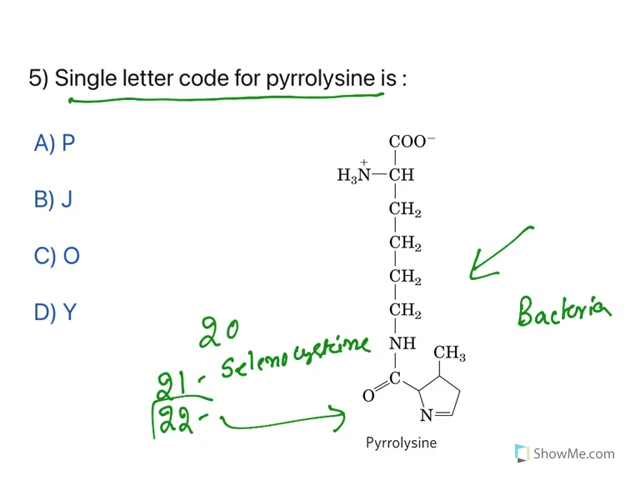 5) Single letter code for pyrrolysine is :
A) P
B) J
C) O
D) Y
COO−
H3N+—CH
CH2
CH2
CH2
CH2
NH
CH3
C
O
N
Pyrrolysine
20
21 - Selenocysteine
22 -
Bacteria
ShowMe.com